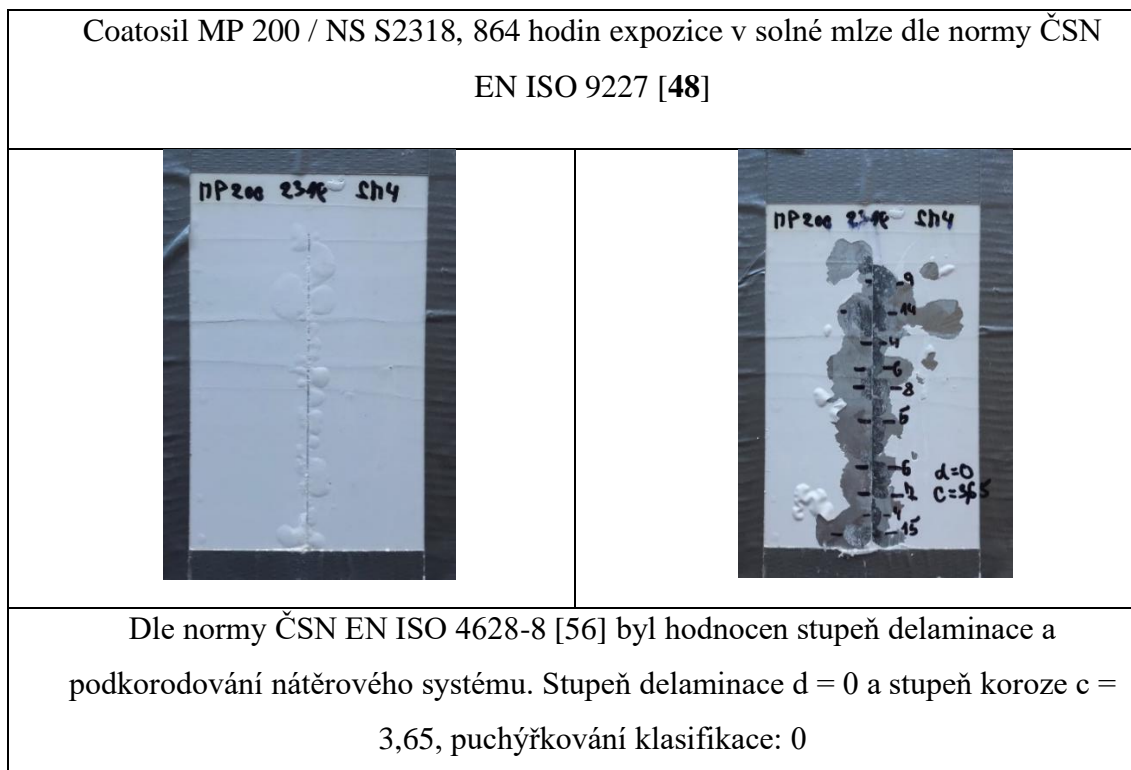 Coatosil MP 200 / NS S2318, 864 hodin expozice v solné mlze dle normy ČSN
EN ISO 9227 [48]
MP200 2318 SM4
MP200 2318 SM4
9
14
4
6
8
5
6
7
4
15
d=0
c=3,65
Dle normy ČSN EN ISO 4628-8 [56] byl hodnocen stupeň delaminace a
podkorodování nátěrového systému. Stupeň delaminace d = 0 a stupeň koroze c =
3,65, puchýřkování klasifikace: 0